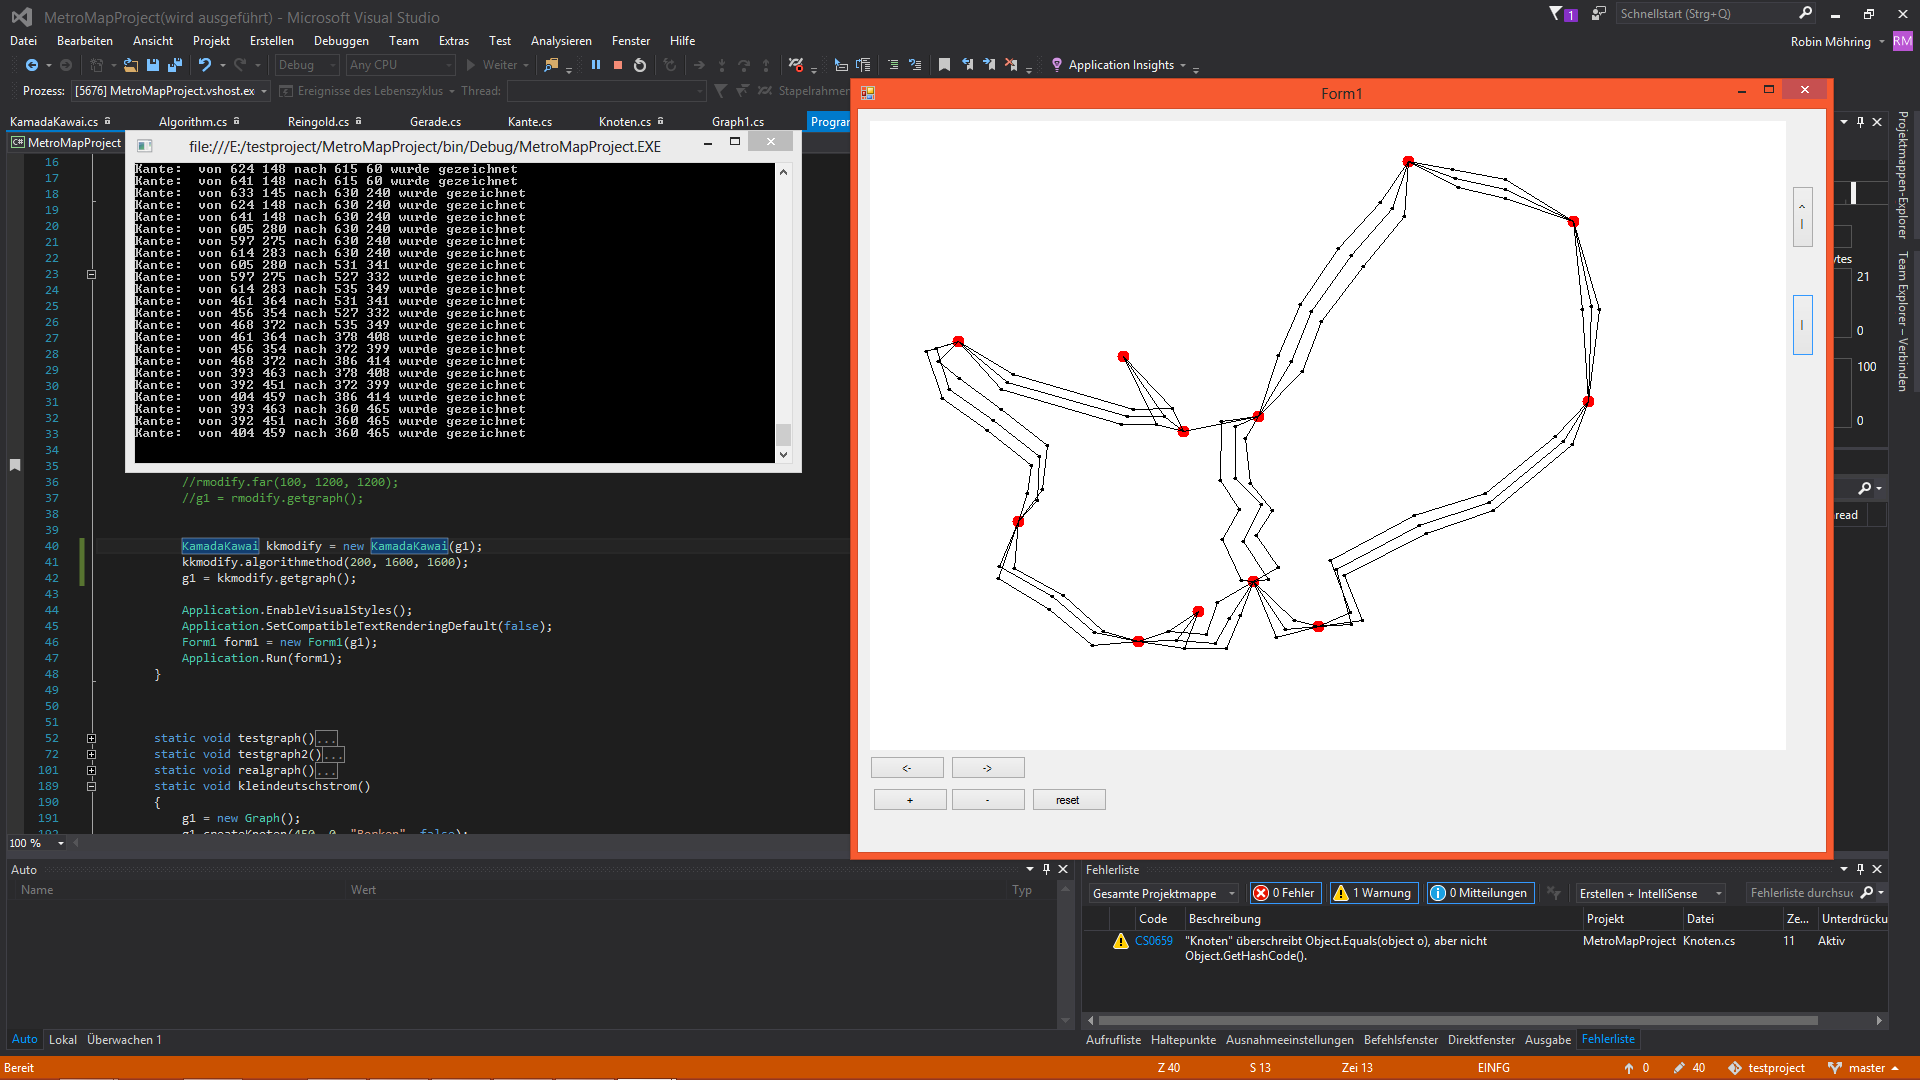 MetroMapProject(wird ausgeführt) - Microsoft Visual Studio
1
Schnellstart (Strg+Q)
Datei Bearbeiten Ansicht Projekt Erstellen Debuggen Team Extras Test Analysieren Fenster Hilfe
Robin Möhring RM
Debug Any CPU Weiter Application Insights
Prozess: [5676] MetroMapProject.vshost.ex Ereignisse des Lebenszyklus Thread: Stapelrahmen
KamadaKawai.cs Algorithm.cs Reingold.cs Gerade.cs Kante.cs Knoten.cs Graph1.cs Program
C# MetroMapProject
file:///E:/testproject/MetroMapProject/bin/Debug/MetroMapProject.EXE
Kante: von 624 148 nach 615 60 wurde gezeichnet
Kante: von 641 148 nach 615 60 wurde gezeichnet
Kante: von 633 145 nach 630 240 wurde gezeichnet
Kante: von 624 148 nach 630 240 wurde gezeichnet
Kante: von 641 148 nach 630 240 wurde gezeichnet
Kante: von 605 280 nach 630 240 wurde gezeichnet
Kante: von 597 275 nach 630 240 wurde gezeichnet
Kante: von 614 283 nach 630 240 wurde gezeichnet
Kante: von 605 280 nach 531 341 wurde gezeichnet
Kante: von 597 275 nach 527 332 wurde gezeichnet
Kante: von 614 283 nach 535 349 wurde gezeichnet
Kante: von 461 364 nach 531 341 wurde gezeichnet
Kante: von 456 354 nach 527 332 wurde gezeichnet
Kante: von 468 372 nach 535 349 wurde gezeichnet
Kante: von 461 364 nach 378 408 wurde gezeichnet
Kante: von 456 354 nach 372 399 wurde gezeichnet
Kante: von 468 372 nach 386 414 wurde gezeichnet
Kante: von 393 463 nach 378 408 wurde gezeichnet
Kante: von 392 451 nach 372 399 wurde gezeichnet
Kante: von 404 459 nach 386 414 wurde gezeichnet
Kante: von 393 463 nach 360 465 wurde gezeichnet
Kante: von 392 451 nach 360 465 wurde gezeichnet
Kante: von 404 459 nach 360 465 wurde gezeichnet
16
17
18
19
20
21
22
23
24
25
26
27
28
29
30
31
32
33
34
35
36 //rmodify.far(100, 1200, 1200);
37 //g1 = rmodify.getgraph();
38
39
40 KamadaKawai kkmodify = new KamadaKawai(g1);
41 kkmodify.algorithmethod(200, 1600, 1600);
42 g1 = kkmodify.getgraph();
43
44 Application.EnableVisualStyles();
45 Application.SetCompatibleTextRenderingDefault(false);
46 Form1 form1 = new Form1(g1);
47 Application.Run(form1);
48 }
49
50
51
52 static void testgraph()...
72 static void testgraph2()...
101 static void realgraph()...
189 static void kleindeutschstrom()
190 {
191 g1 = new Graph();
192 g1.createKnoten(450, 0, "Borken", false);
100 %
Form1
<- ->
+ - reset
Projektmappen-Explorer
Team Explorer – Verbinden
ytes
21
0
100
0
read
Auto
Name Wert Typ
Auto Lokal Überwachen 1
Fehlerliste
Gesamte Projektmappe 0 Fehler 1 Warnung 0 Mitteilungen Erstellen + IntelliSense Fehlerliste durchsuc
Code Beschreibung Projekt Datei Ze... Unterdrücku
CS0659 "Knoten" überschreibt Object.Equals(object o), aber nicht MetroMapProject Knoten.cs 11 Aktiv
Object.GetHashCode().
Aufrufliste Haltepunkte Ausnahmeeinstellungen Befehlsfenster Direktfenster Ausgabe Fehlerliste
Bereit Z 40 S 13 Zei 13 EINFG 0 40 testproject master